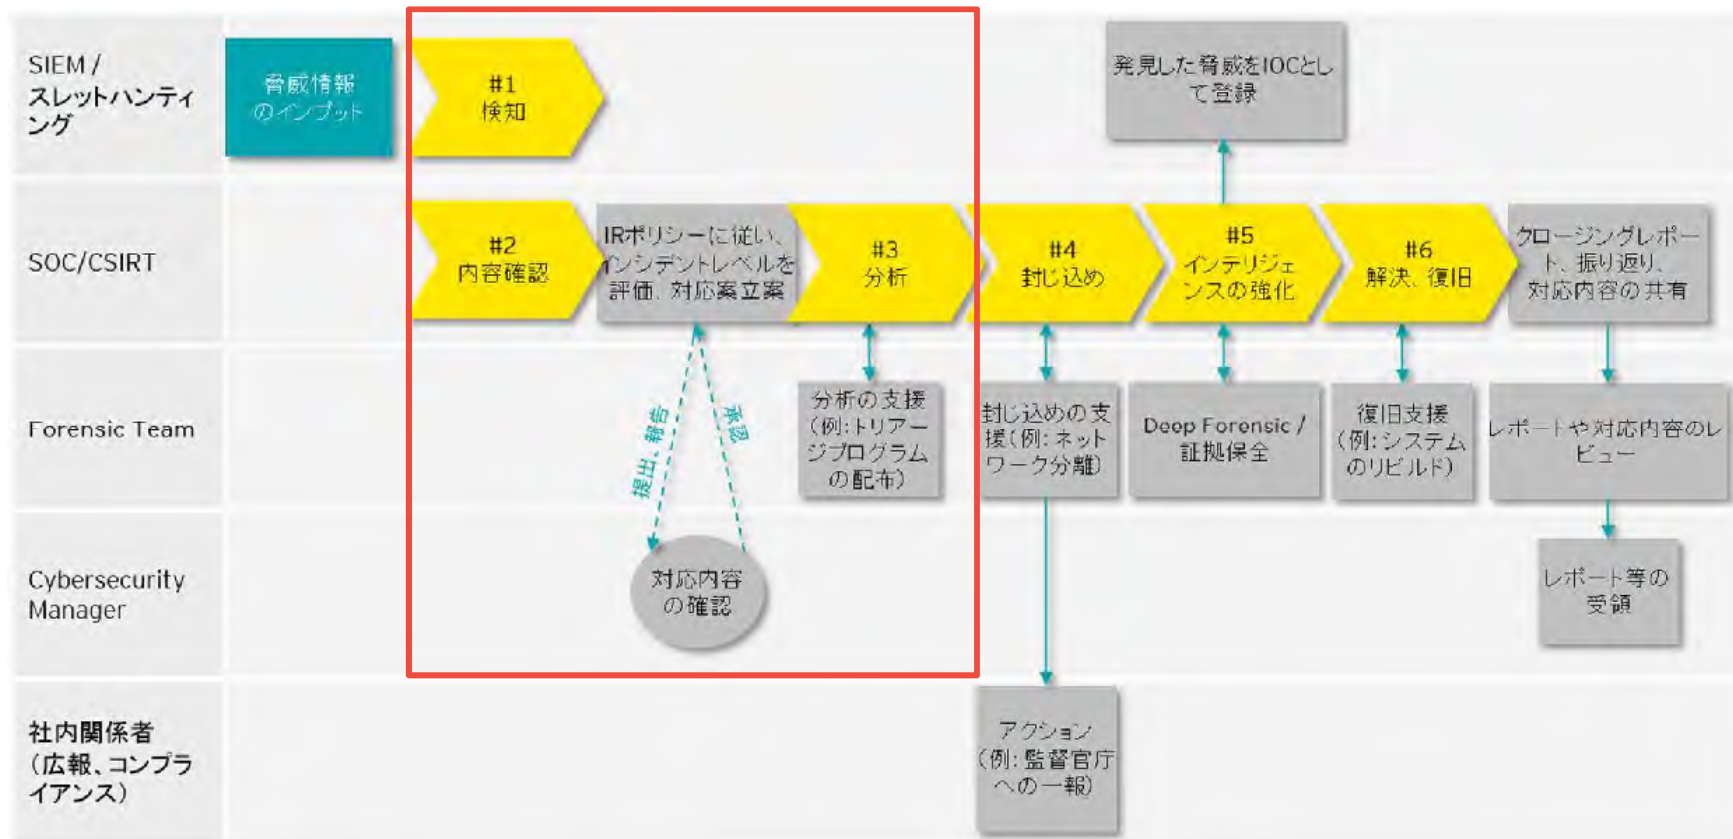 SIEM /
スレットハンティ
ング
脅威情報
のインプット
#1
検知
発見した脅威をIOCとし
て登録
SOC/CSIRT
#2
内容確認
IRポリシーに従い、
インシデントレベルを
評価、対応案立案
#3
分析
#4
封じ込め
#5
インテリジェ
ンスの強化
#6
解決、復旧
クロージングレポー
ト、振り返り、
対応内容の共有
Forensic Team
提出、報告
承認
分析の支援
(例:トリアー
ジプログラム
の配布)
封じ込めの支
援(例:ネット
ワーク分離)
Deep Forensic /
証拠保全
復旧支援
(例:システム
のリビルド)
レポートや対応内容のレ
ビュー
Cybersecurity
Manager
対応内容
の確認
レポート等の
受領
社内関係者
(広報、コンプラ
イアンス)
アクション
(例:監督官庁
への一報)